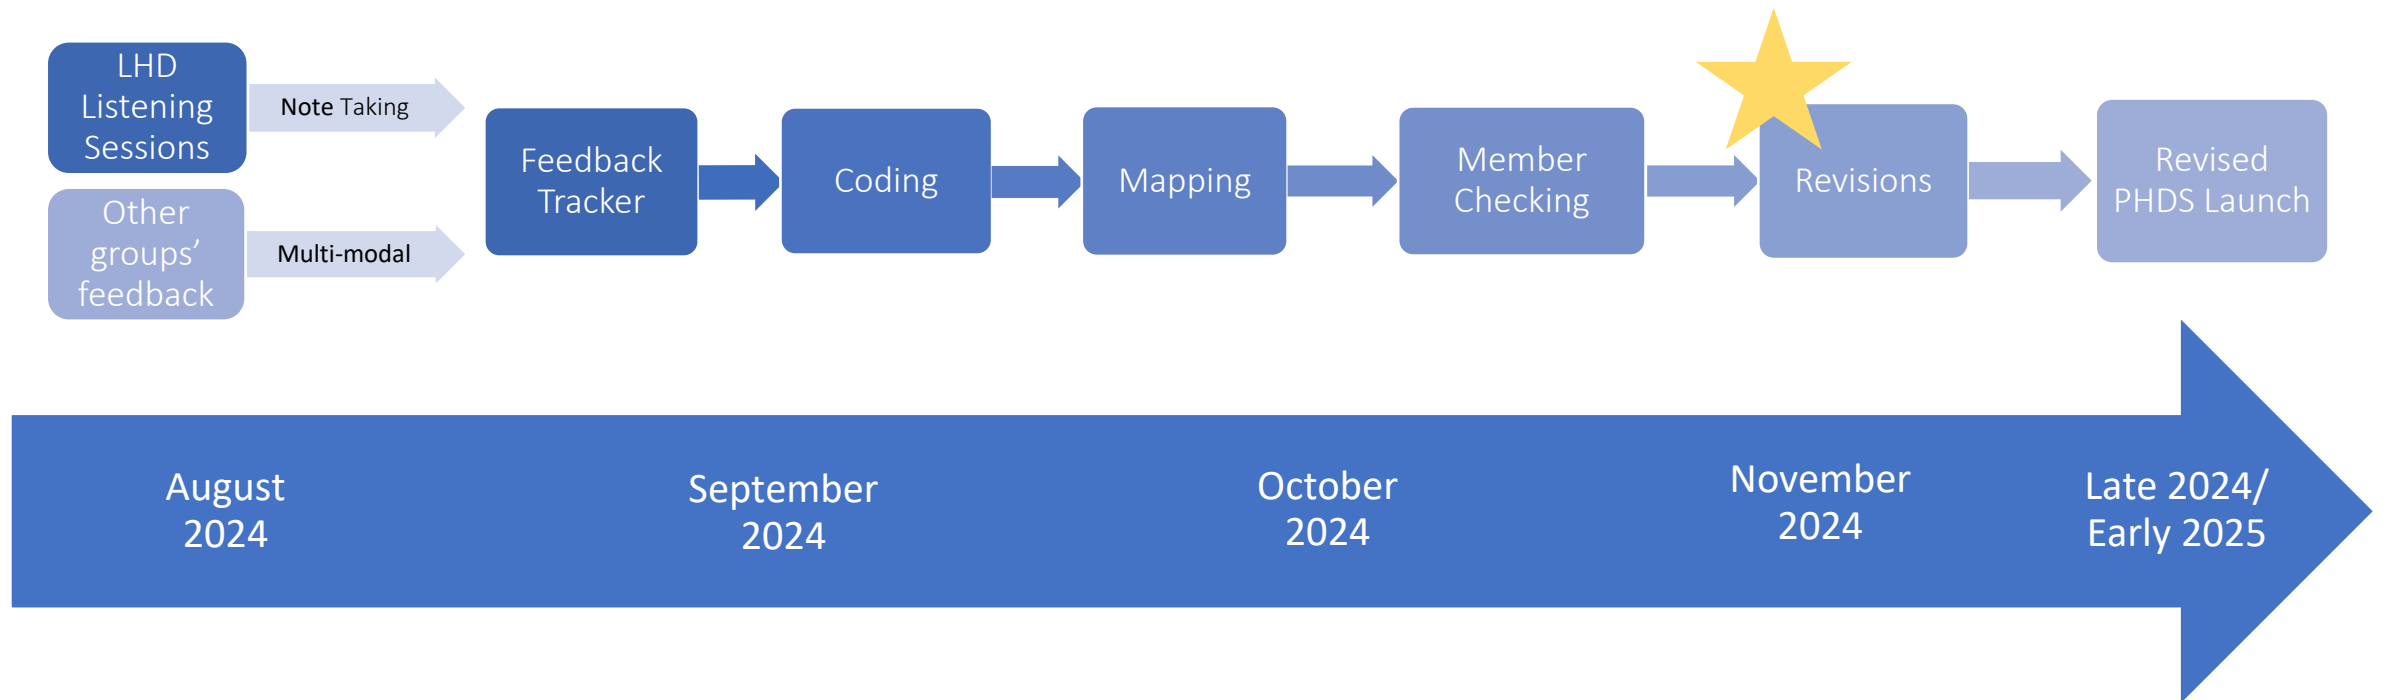 LHD
Listening
Sessions
Note Taking
Other
groups’
feedback
Multi-modal
Feedback
Tracker
Coding
Mapping
Member
Checking
Revisions
Revised
PHDS Launch
August
2024
September
2024
October
2024
November
2024
Late 2024/
Early 2025